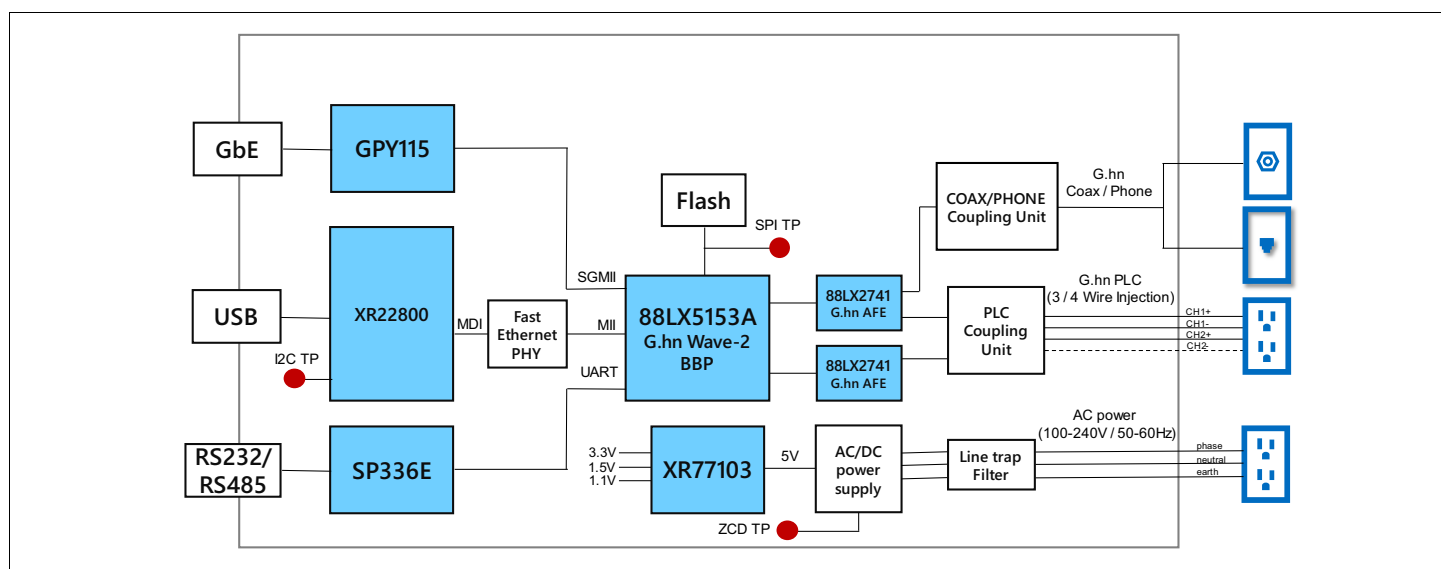 GbE
GPY115
Flash
SPI TP
SGMII
COAX/PHONE
Coupling Unit
G.hn
Coax / Phone
USB
I2C TP
XR22800
MDI
Fast
Ethernet
PHY
MII
UART
88LX5153A
G.hn Wave-2
BBP
88LX2741
G.hn AFE
88LX2741
G.hn AFE
PLC
Coupling
Unit
G.hn PLC
(3 / 4 Wire Injection)
CH1+
CH1-
CH2+
CH2-
RS232/
RS485
SP336E
3.3V
1.5V
1.1V
XR77103
5V
ZCD TP
AC/DC
power
supply
Line trap
Filter
AC power
(100-240V / 50-60Hz)
phase
neutral
earth